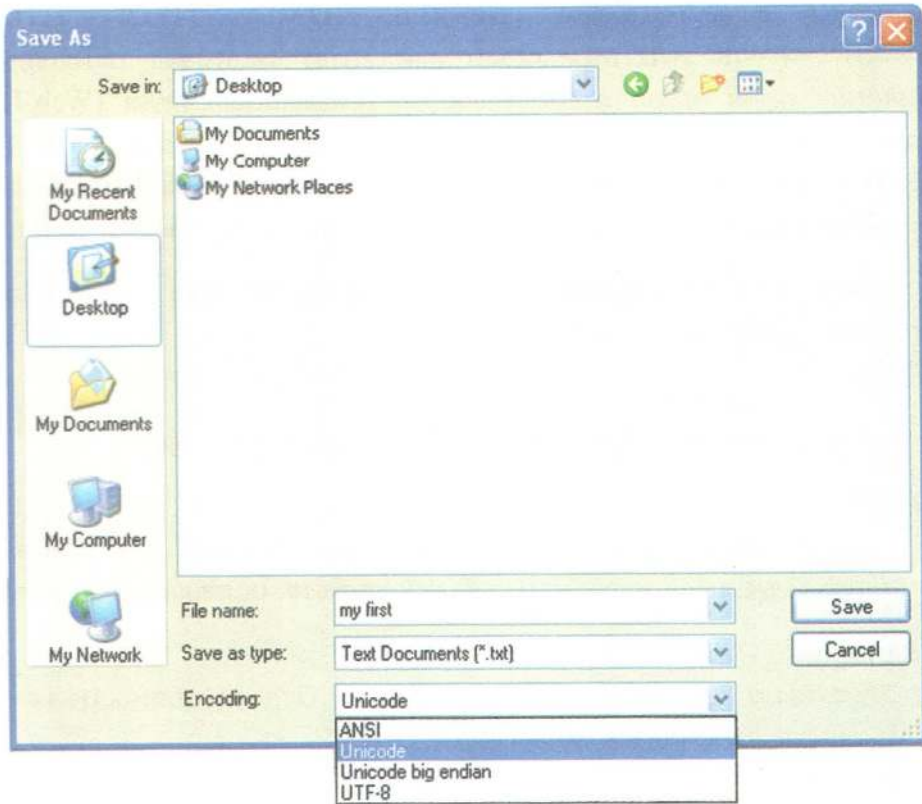 Save As
Save in: Desktop
My Documents
My Computer
My Network Places
My Recent
Documents
Desktop
My Documents
My Computer
My Network
File name: my first
Save
Save as type: Text Documents (*.txt)
Cancel
Encoding: Unicode
ANSI
Unicode
Unicode big endian
UTF-8